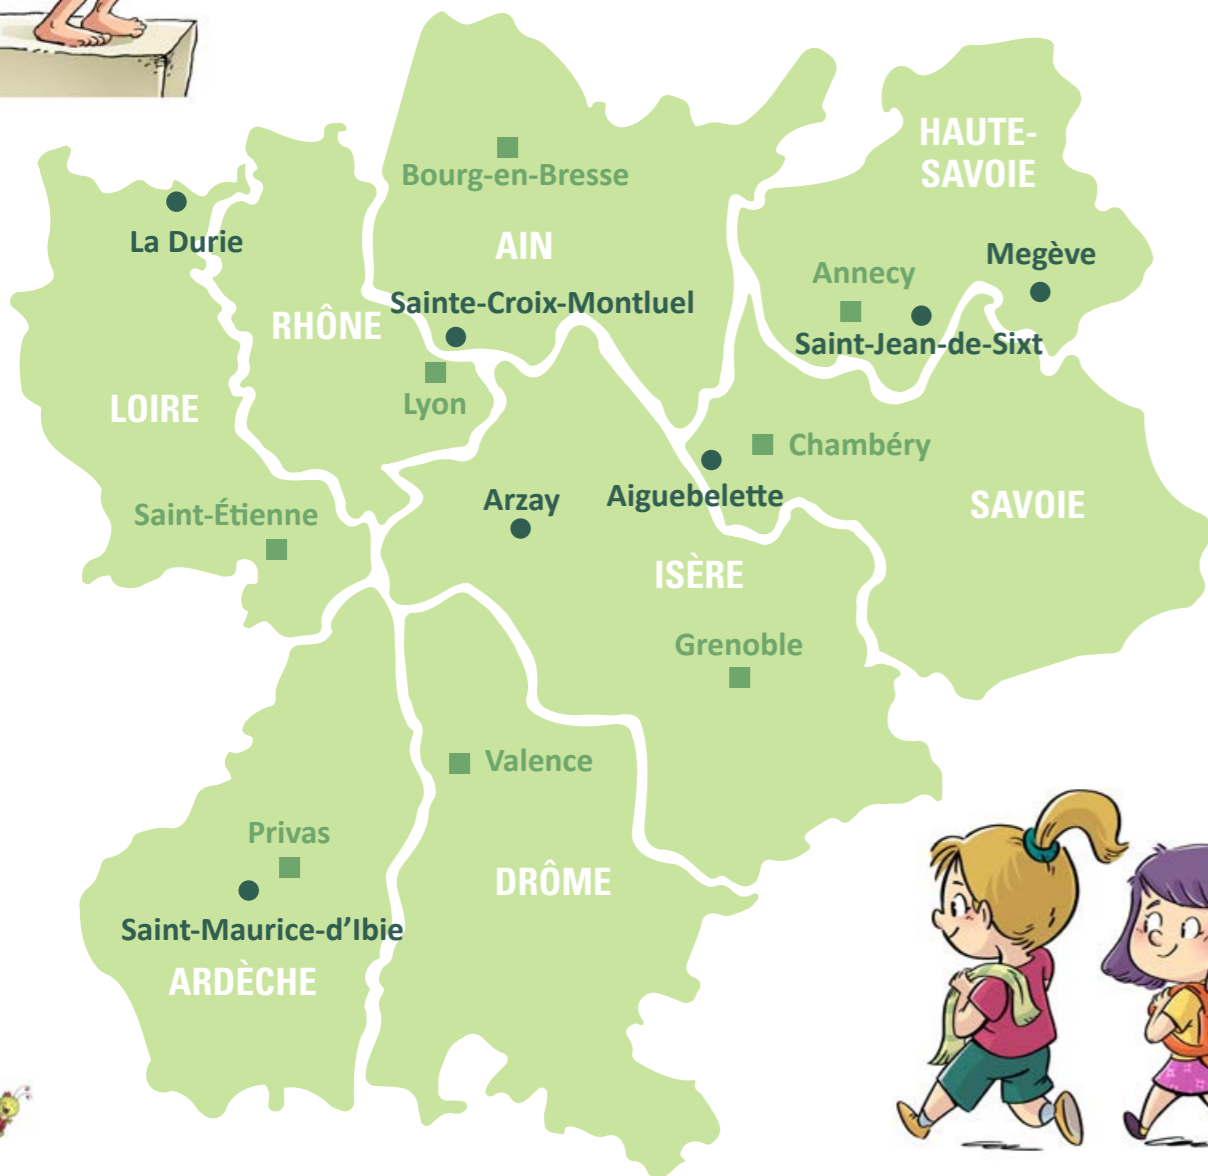 HAUTE-
SAVOIE
Bourg-en-Bresse
La Durie
AIN
Megève
Annecy
Sainte-Croix-Montluel
RHÔNE
Saint-Jean-de-Sixt
Lyon
LOIRE
Chambéry
Arzay
Aiguebelette
SAVOIE
Saint-Étienne
ISÈRE
Grenoble
Valence
Privas
DRÔME
Saint-Maurice-d'Ibie
ARDÈCHE